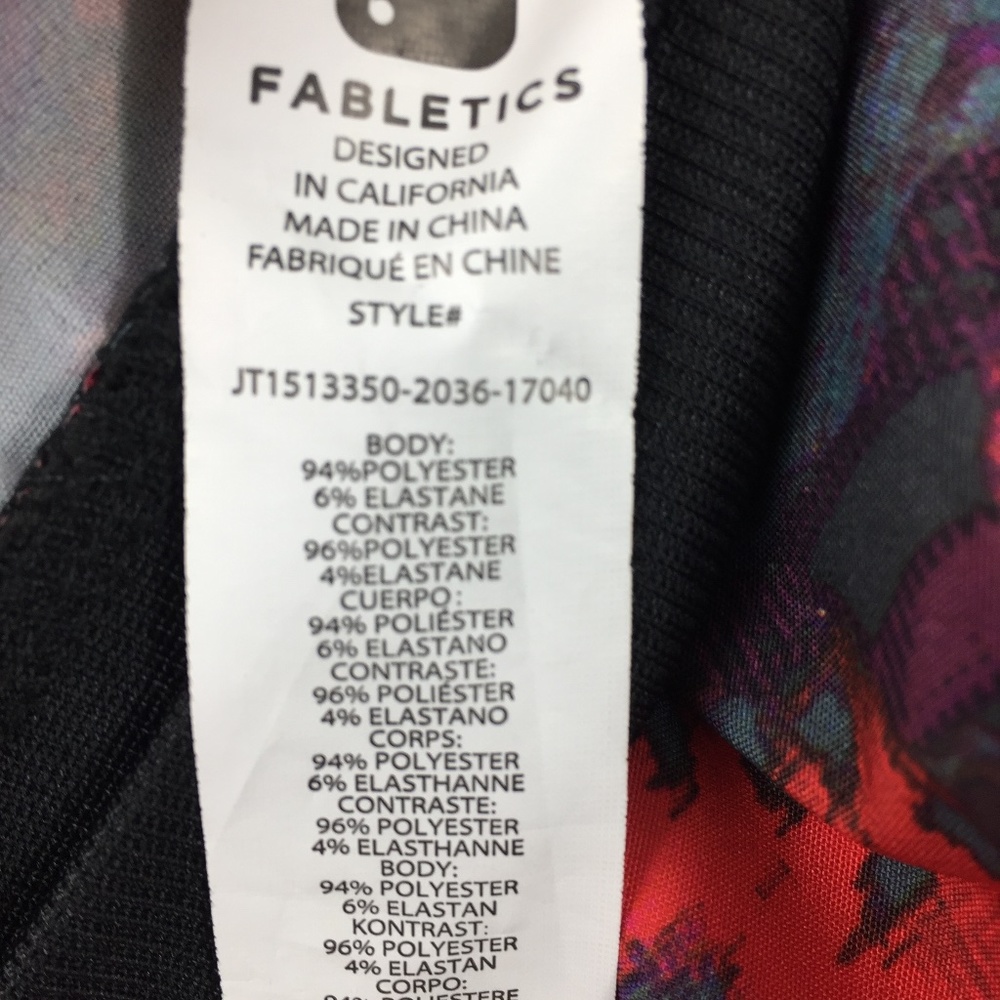 FABLETICS
DESIGNED
IN CALIFORNIA
MADE IN CHINA
FABRIQUÉ EN CHINE
STYLE#
JT1513350-2036-17040
BODY:
94%POLYESTER
6% ELASTANE
CONTRAST:
96%POLYESTER
4%ELASTANE
CUERPO:
94% POLIÉSTER
6% ELASTANO
CONTRASTE:
96% POLIÉSTER
4% ELASTANO
CORPS:
94% POLYESTER
6% ELASTHANNE
CONTRASTE:
96% POLYESTER
4% ELASTHANNE
BODY:
94% POLYESTER
6% ELASTAN
KONTRAST:
96% POLYESTER
4% ELASTAN
CORPO:
94% POLIESTERE